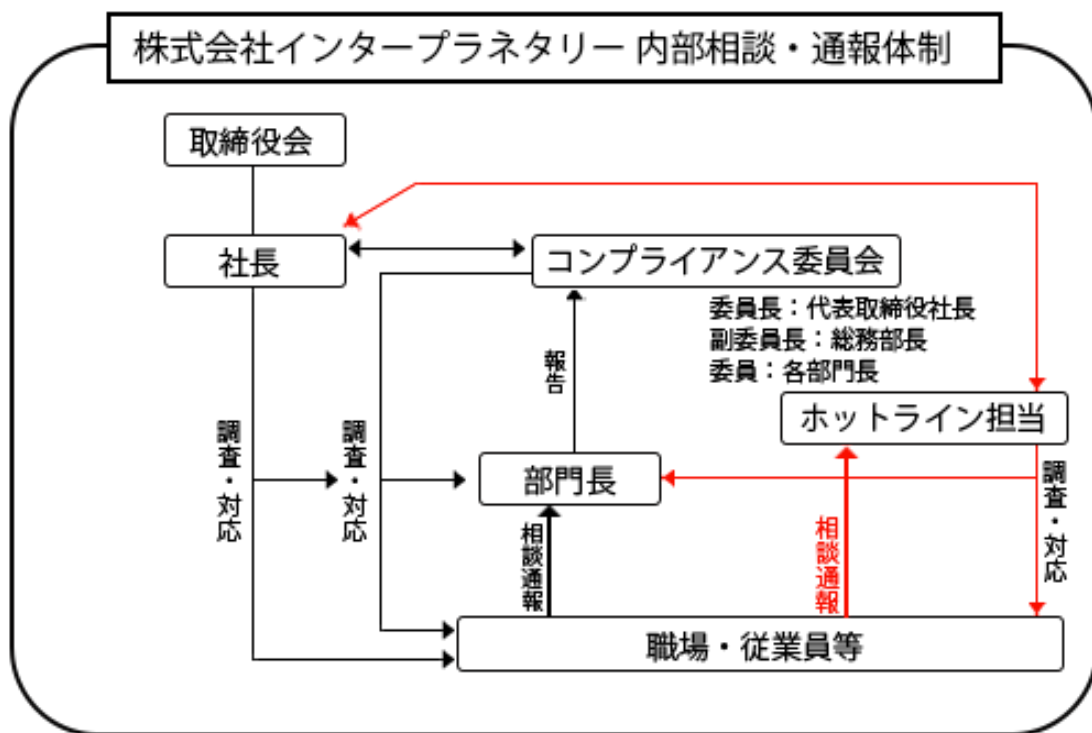 株式会社インタープラネタリー 内部相談・通報体制
取締役会
社長
コンプライアンス委員会
委員長：代表取締役社長
副委員長：総務部長
委員：各部門長
報告
ホットライン担当
調査・対応
調査・対応
部門長
調査・対応
相談通報
相談通報
職場・従業員等